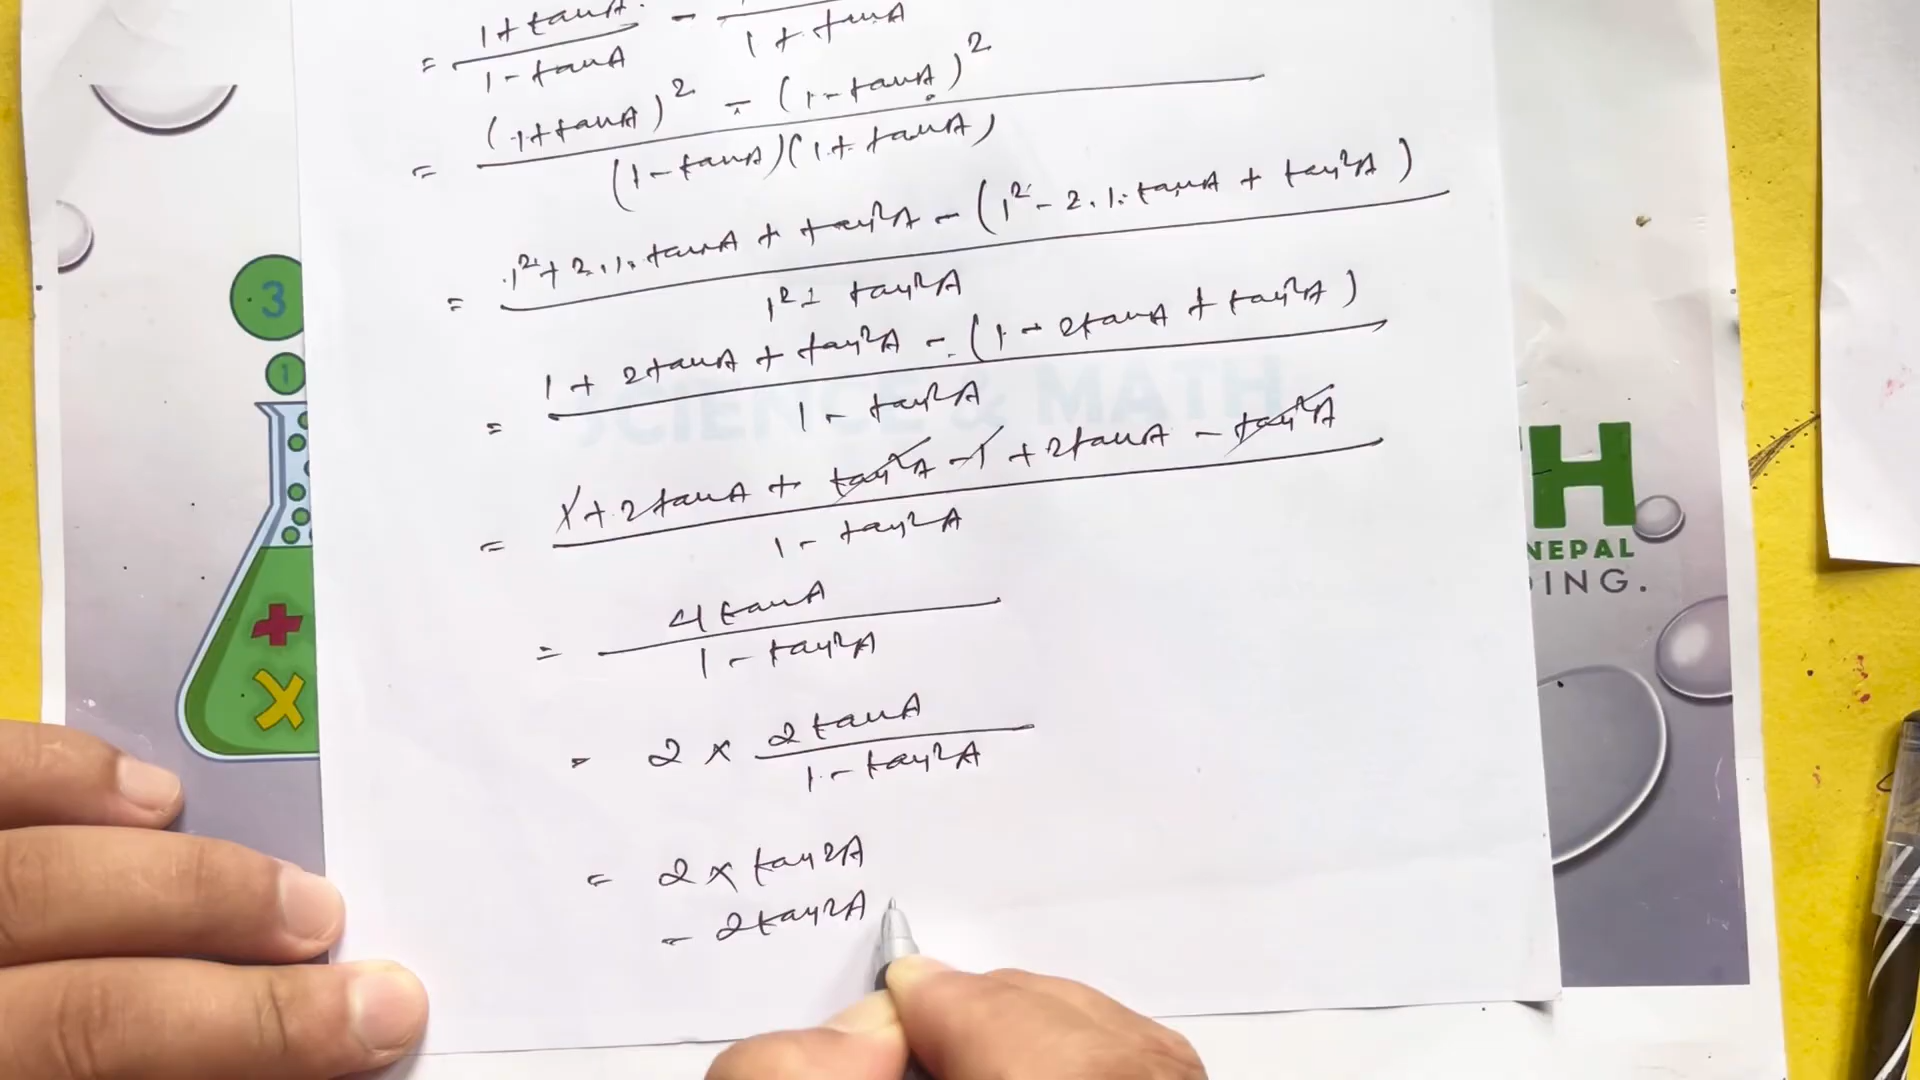 = (1 + tanA)/(1 - tanA) - /(1 + tanA)
= ((1 + tanA)² - (1 - tanA)²)/((1 - tanA)(1 + tanA))
= (1² + 2.1.tanA + tan²A - (1² - 2.1.tanA + tan²A))/(1² - tan²A)
= (1 + 2tanA + tan²A - (1 - 2tanA + tan²A))/(1 - tan²A)
= (1 + 2tanA + tan²A - 1 + 2tanA - tan²A)/(1 - tan²A)
= 4tanA/(1 - tan²A)
= 2 × 2tanA/(1 - tan²A)
= 2 × tan2A
= 2tan2A
3
1
+
×
SCIENCE & MATH
H
NEPAL
ING.